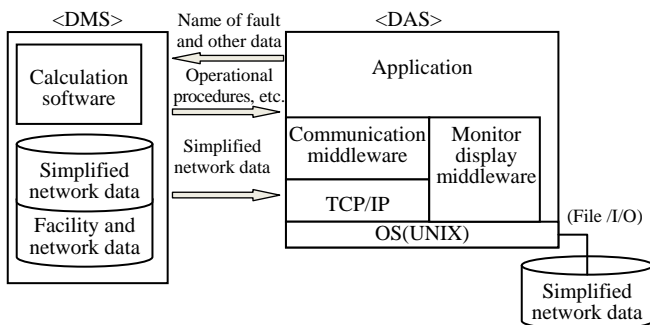 <DMS>
Name of fault
and other data
<DAS>
Calculation
software
Operational
procedures, etc.
Application
Simplified
network data
Facility and
network data
Simplified
network data
Communication
middleware
TCP/IP
Monitor
display
middleware
OS(UNIX)
(File /I/O)
Simplified
network data